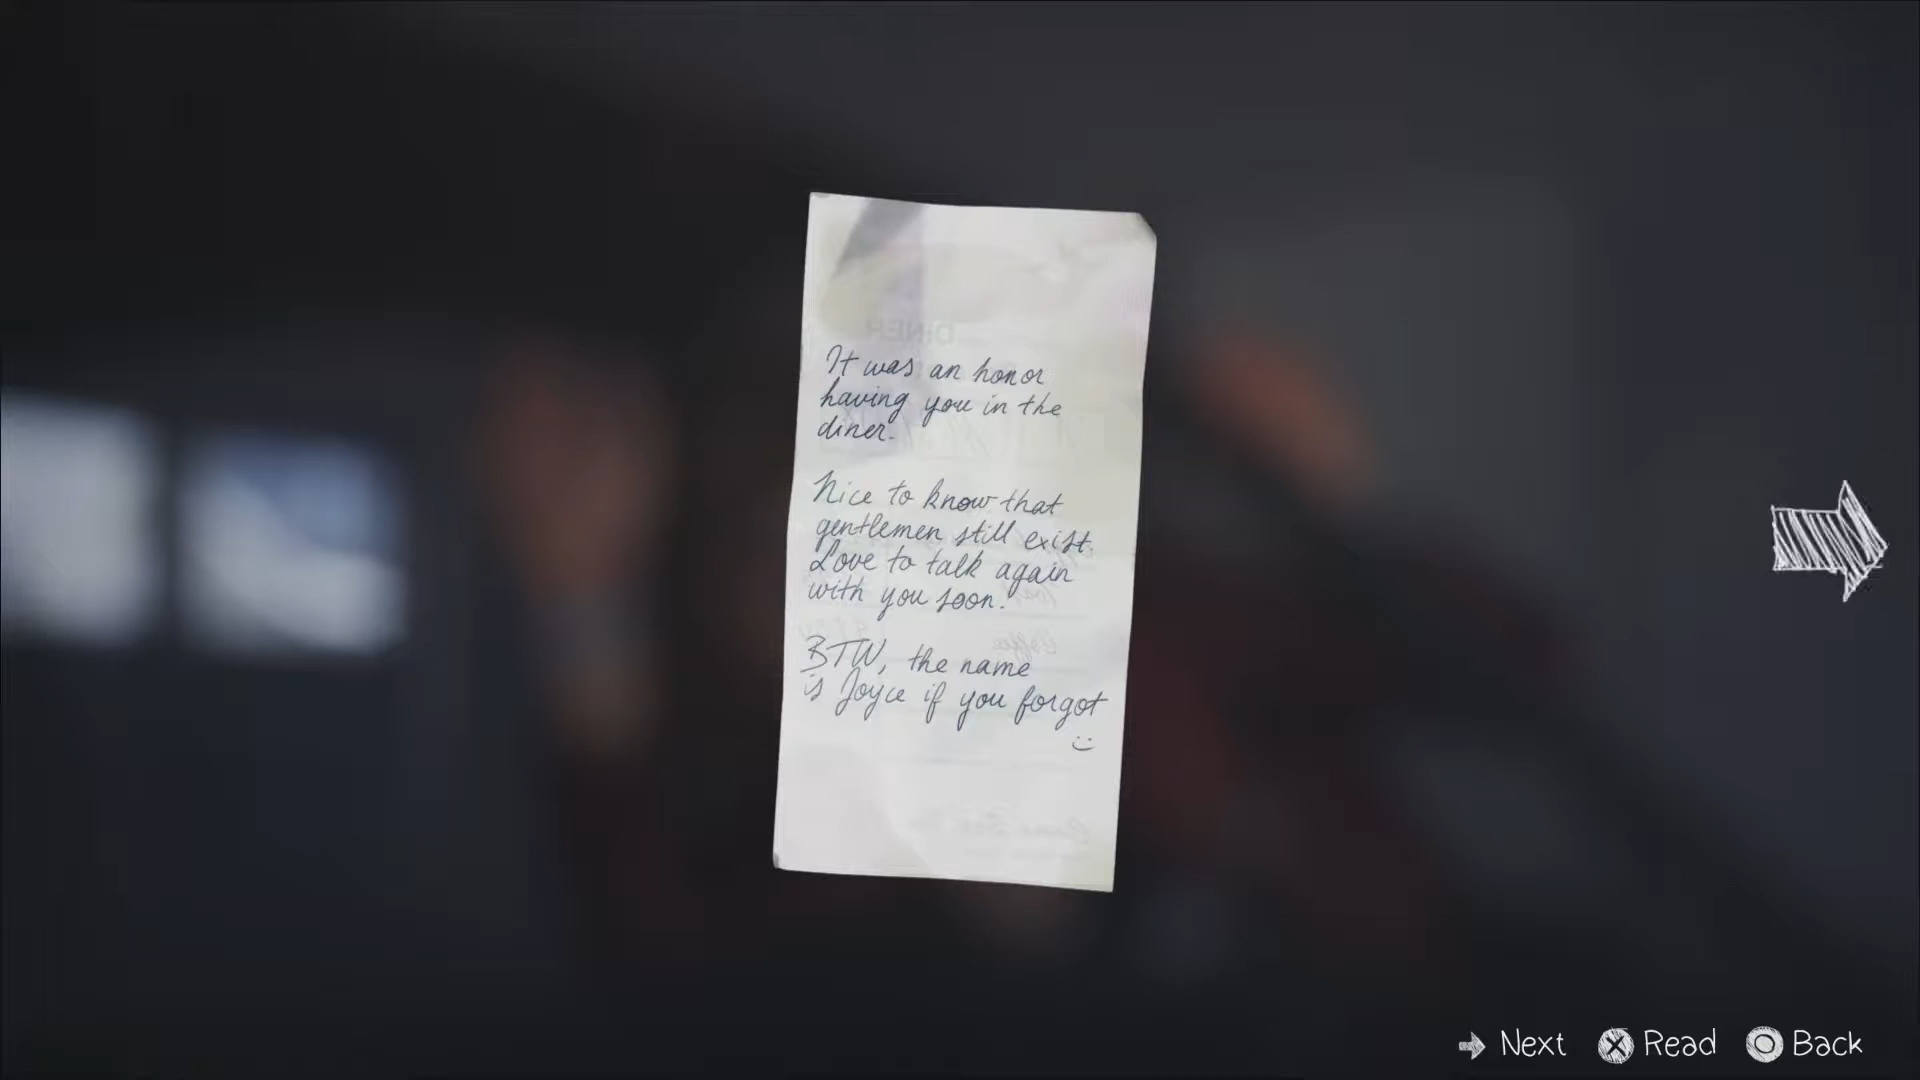 DINER
It was an honor
having you in the
diner.
Nice to know that
gentlemen still exist.
Love to talk again
with you soon.
BTW, the name
is Joyce if you forgot
Next
Read
Back